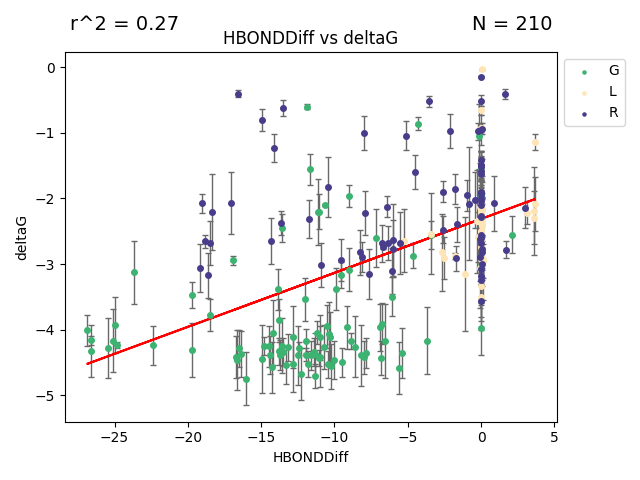 r^2 = 0.27
N = 210
HBONDDiff vs deltaG
deltaG
0
−1
−2
−3
−4
−5
−25
−20
−15
−10
−5
0
5
HBONDDiff
G
L
R